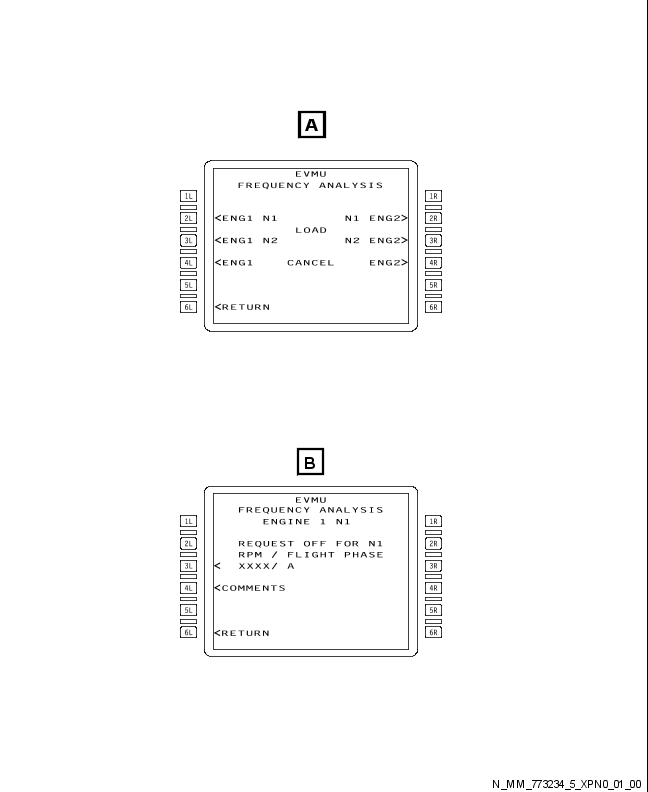 A
EVMU
FREQUENCY ANALYSIS
1L 1R
2L <ENG1 N1 N1 ENG2> 2R
LOAD
3L <ENG1 N2 N2 ENG2> 3R
4L <ENG1 CANCEL ENG2> 4R
5L 5R
6L <RETURN 6R
B
EVMU
FREQUENCY ANALYSIS
1L ENGINE 1 N1 1R
2L REQUEST OFF FOR N1 2R
RPM / FLIGHT PHASE
3L < XXXX/ A 3R
4L <COMMENTS 4R
5L 5R
6L <RETURN 6R
N_MM_773234_5_XPN0_01_00